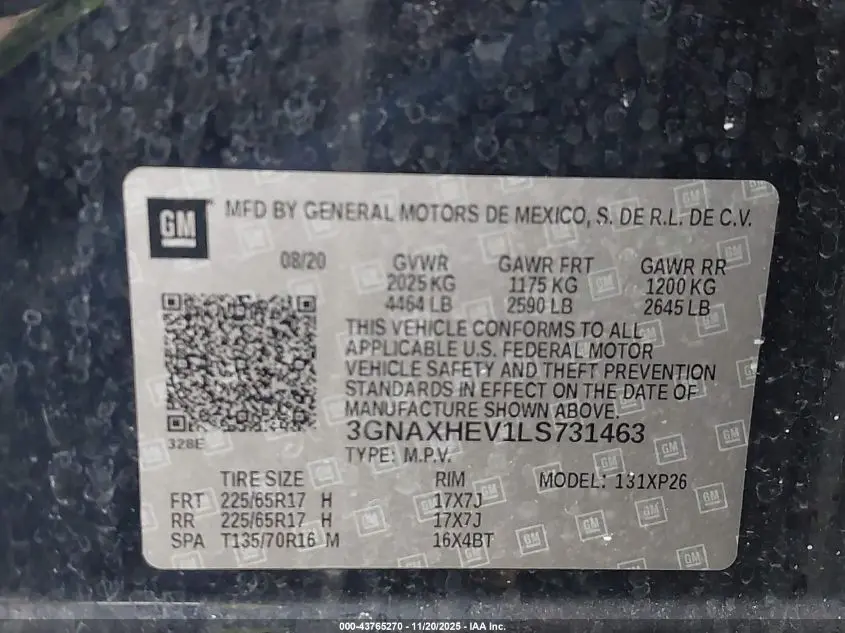 GM MFD BY GENERAL MOTORS DE MEXICO, S. DE R.L. DE C.V.
08/20 GVWR GAWR FRT GAWR RR
2025 KG 1175 KG 1200 KG
4464 LB 2590 LB 2645 LB
THIS VEHICLE CONFORMS TO ALL
APPLICABLE U.S. FEDERAL MOTOR
VEHICLE SAFETY AND THEFT PREVENTION
STANDARDS IN EFFECT ON THE DATE OF
MANUFACTURE SHOWN ABOVE.
328E 3GNAXHEV1LS731463
TYPE: M.P.V.
TIRE SIZE RIM MODEL: 131XP26
FRT 225/65R17 H 17X7J
RR 225/65R17 H 17X7J
SPA T135/70R16 M 16X4BT
000-43765270 - 11/20/2025 - IAA Inc.